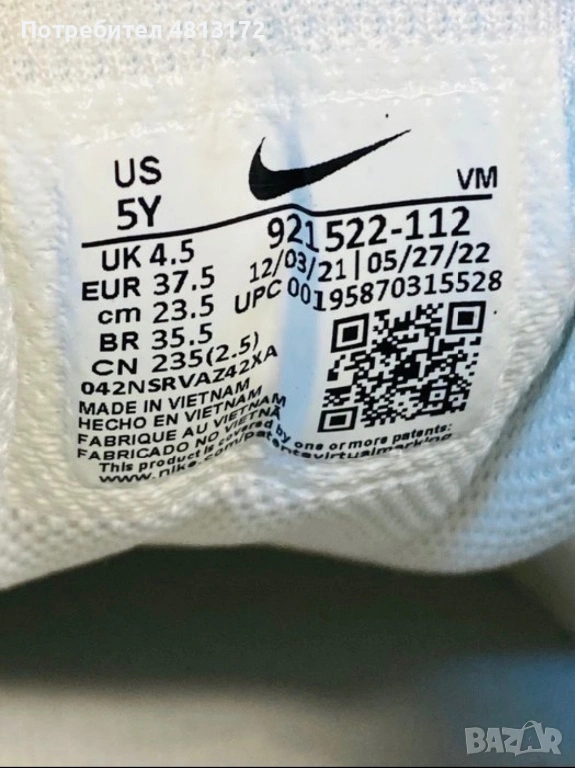 Потребител 4813172
US
5Y
VM
921522-112
12/03/21 | 05/27/22
UPC 00195870315528
UK 4.5
EUR 37.5
cm 23.5
BR 35.5
CN 235(2.5)
042NSRVAZ42XA
MADE IN VIETNAM
HECHO EN VIETNAM
FABRIQUE AU VIETNAM
FABRICADO NO VIETNÃ
This product is covered by one or more patents:
www.nike.com/patentsvirtualmarking
BAZAR